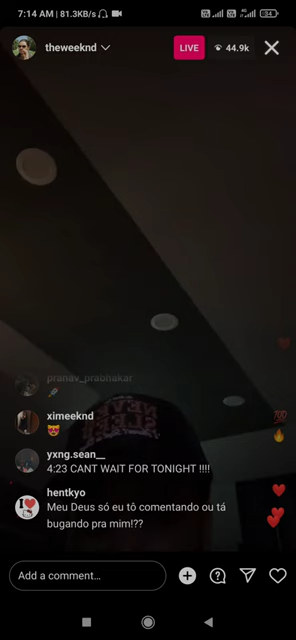 7:14 AM | 81.3KB/s
34
theweeknd
LIVE
44.9k
pranav_prabhakar
ximeeknd
yxng.sean__
4:23 CANT WAIT FOR TONIGHT !!!!
hentkyo
Meu Deus só eu tô comentando ou tá
bugando pra mim!??
Add a comment...